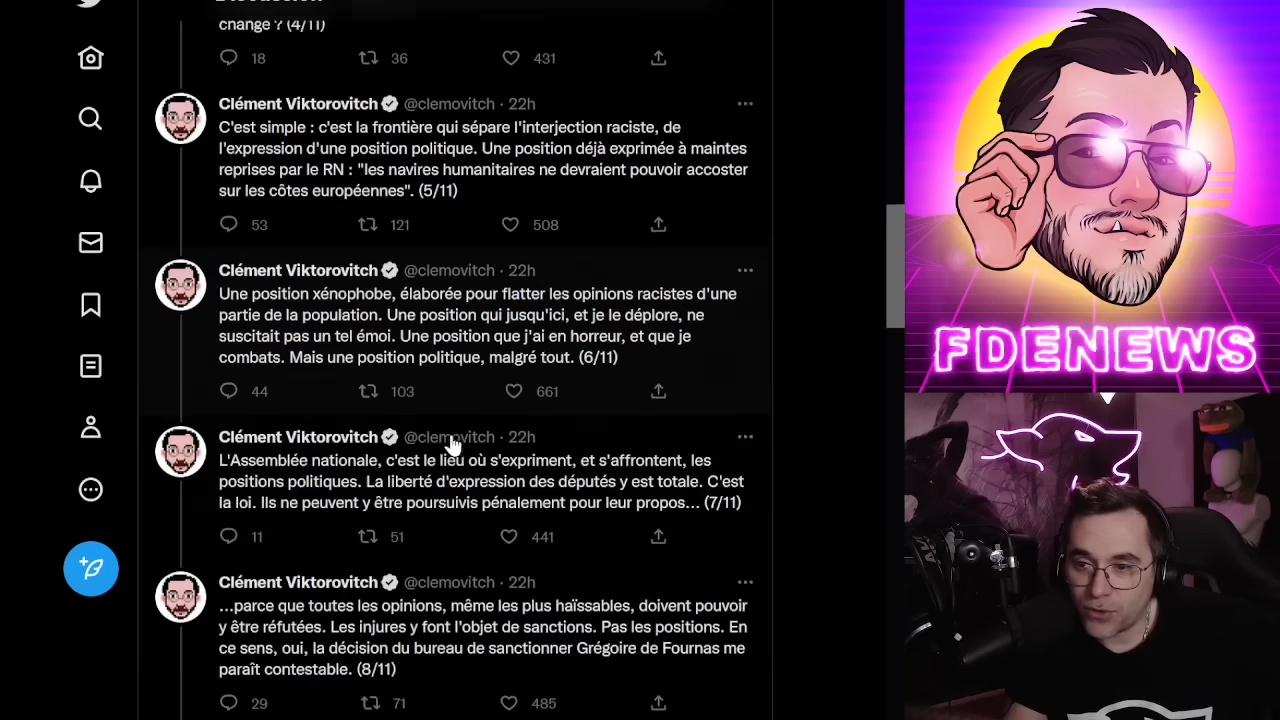 change ? (4/11)
18 36 431
Clément Viktorovitch @clemovitch · 22h
C'est simple : c'est la frontière qui sépare l'interjection raciste, de
l'expression d'une position politique. Une position déjà exprimée à maintes
reprises par le RN : "les navires humanitaires ne devraient pouvoir accoster
sur les côtes européennes". (5/11)
53 121 508
Clément Viktorovitch @clemovitch · 22h
Une position xénophobe, élaborée pour flatter les opinions racistes d'une
partie de la population. Une position qui jusqu'ici, et je le déplore, ne
suscitait pas un tel émoi. Une position que j'ai en horreur, et que je
combats. Mais une position politique, malgré tout. (6/11)
44 103 661
Clément Viktorovitch @clemovitch · 22h
L'Assemblée nationale, c'est le lieu où s'expriment, et s'affrontent, les
positions politiques. La liberté d'expression des députés y est totale. C'est
la loi. Ils ne peuvent y être poursuivis pénalement pour leur propos... (7/11)
11 51 441
Clément Viktorovitch @clemovitch · 22h
...parce que toutes les opinions, même les plus haïssables, doivent pouvoir
y être réfutées. Les injures y font l'objet de sanctions. Pas les positions. En
ce sens, oui, la décision du bureau de sanctionner Grégoire de Fournas me
paraît contestable. (8/11)
29 71 485
FDENEWS